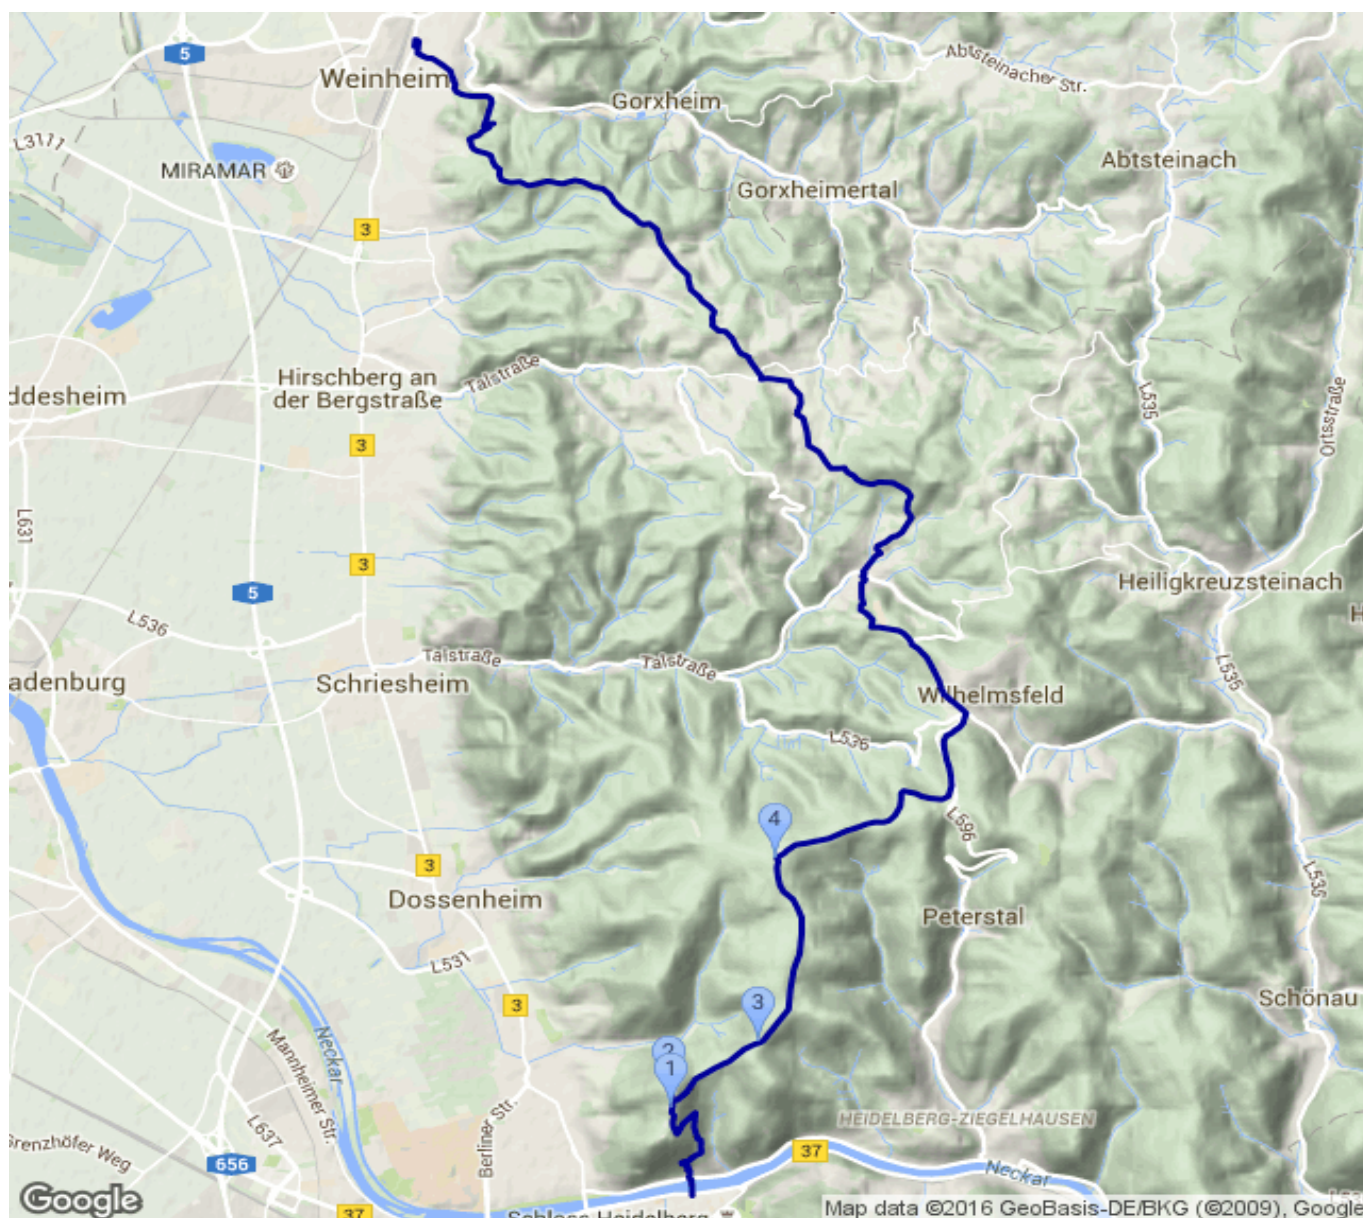 5
Weinheim
Gorxheim
Abtsteinacher Str.
L3111
MIRAMAR
Abtsteinach
Gorxheimertal
3
Talstraße
Hirschberg an
der Bergstraße
ddesheim
L535
Ortsstraße
3
L631
3
5
Heiligkreuzsteinach
H
L536
Talstraße
Talstraße
adenburg
Schriesheim
Wilhelmsfeld
L535
L536
4
L596
3
Dossenheim
Peterstal
L535
L531
3
3
Schönau
Neckar
Mannheimer Str.
2
1
Berliner Str.
HEIDELBERG-ZIEGELHAUSEN
L637
Grenzhöfer Weg
656
37
Neckar
Google
37
Schloss Heidelberg
Map data ©2016 GeoBasis-DE/BKG (©2009), Google